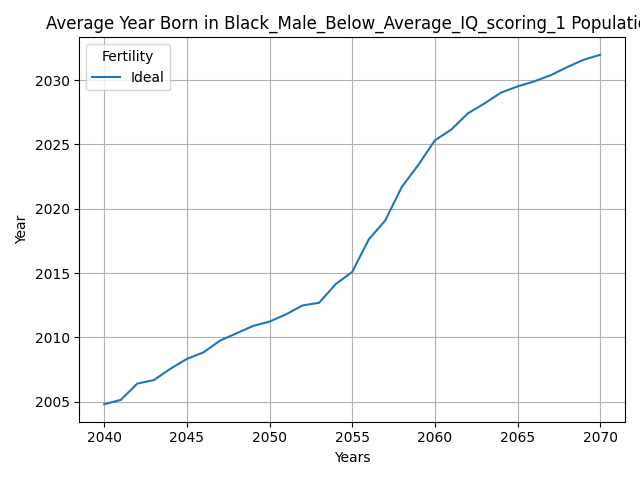 Average Year Born in Black_Male_Below_Average_IQ_scoring_1 Populatio
Fertility
Ideal
2030
2025
2020
2015
2010
2005
Year
2040 2045 2050 2055 2060 2065 2070
Years